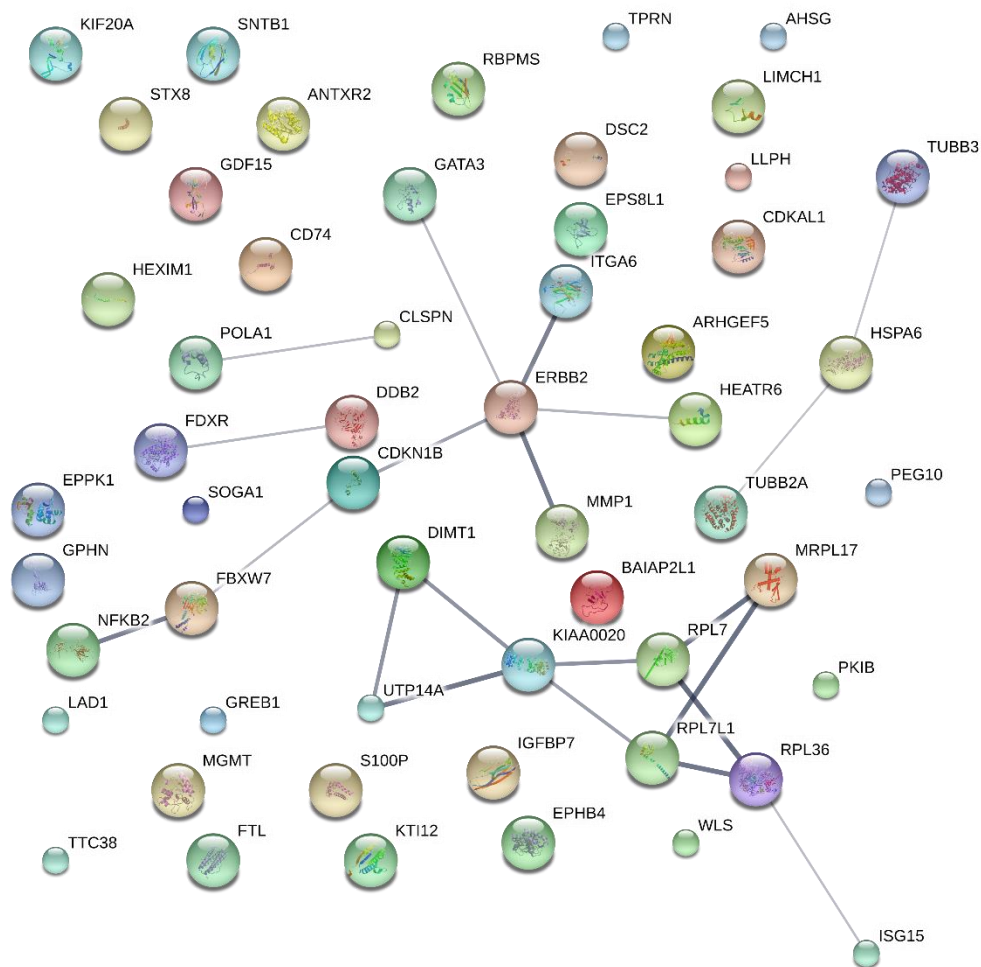 KIF20A
SNTB1
TPRN
AHSG
RBPMS
LIMCH1
STX8
ANTXR2
DSC2
TUBB3
GDF15
GATA3
LLPH
EPS8L1
CDKAL1
CD74
ITGA6
HEXIM1
CLSPN
POLA1
ARHGEF5
HSPA6
ERBB2
DDB2
HEATR6
FDXR
CDKN1B
EPPK1
SOGA1
PEG10
TUBB2A
MMP1
DIMT1
GPHN
MRPL17
BAIAP2L1
FBXW7
NFKB2
KIAA0020
RPL7
PKIB
UTP14A
LAD1
GREB1
RPL7L1
RPL36
IGFBP7
MGMT
S100P
EPHB4
WLS
TTC38
FTL
KTI12
ISG15